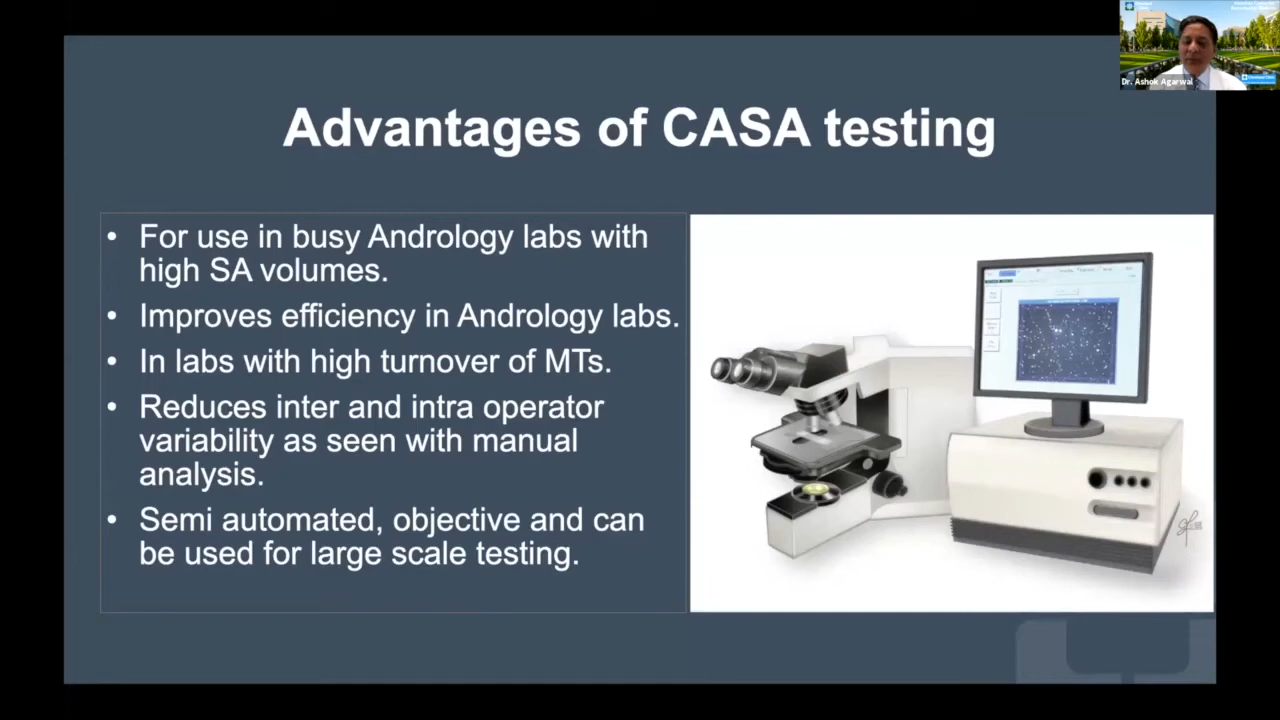 Dr. Ashok Agarwal
Advantages of CASA testing
• For use in busy Andrology labs with
high SA volumes.
• Improves efficiency in Andrology labs.
• In labs with high turnover of MTs.
• Reduces inter and intra operator
variability as seen with manual
analysis.
• Semi automated, objective and can
be used for large scale testing.